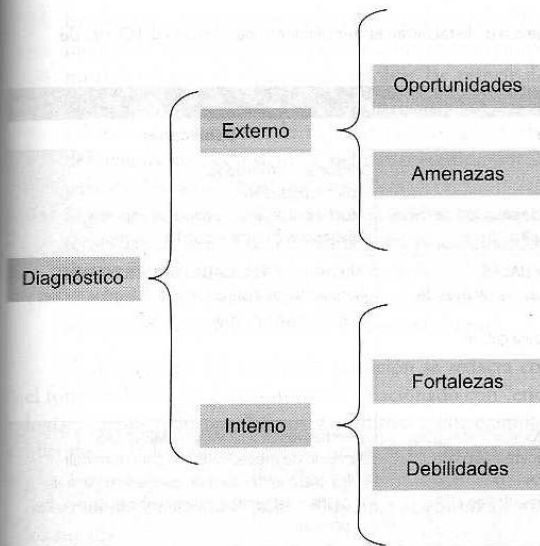 Diagnóstico
Externo
Oportunidades
Amenazas
Interno
Fortalezas
Debilidades